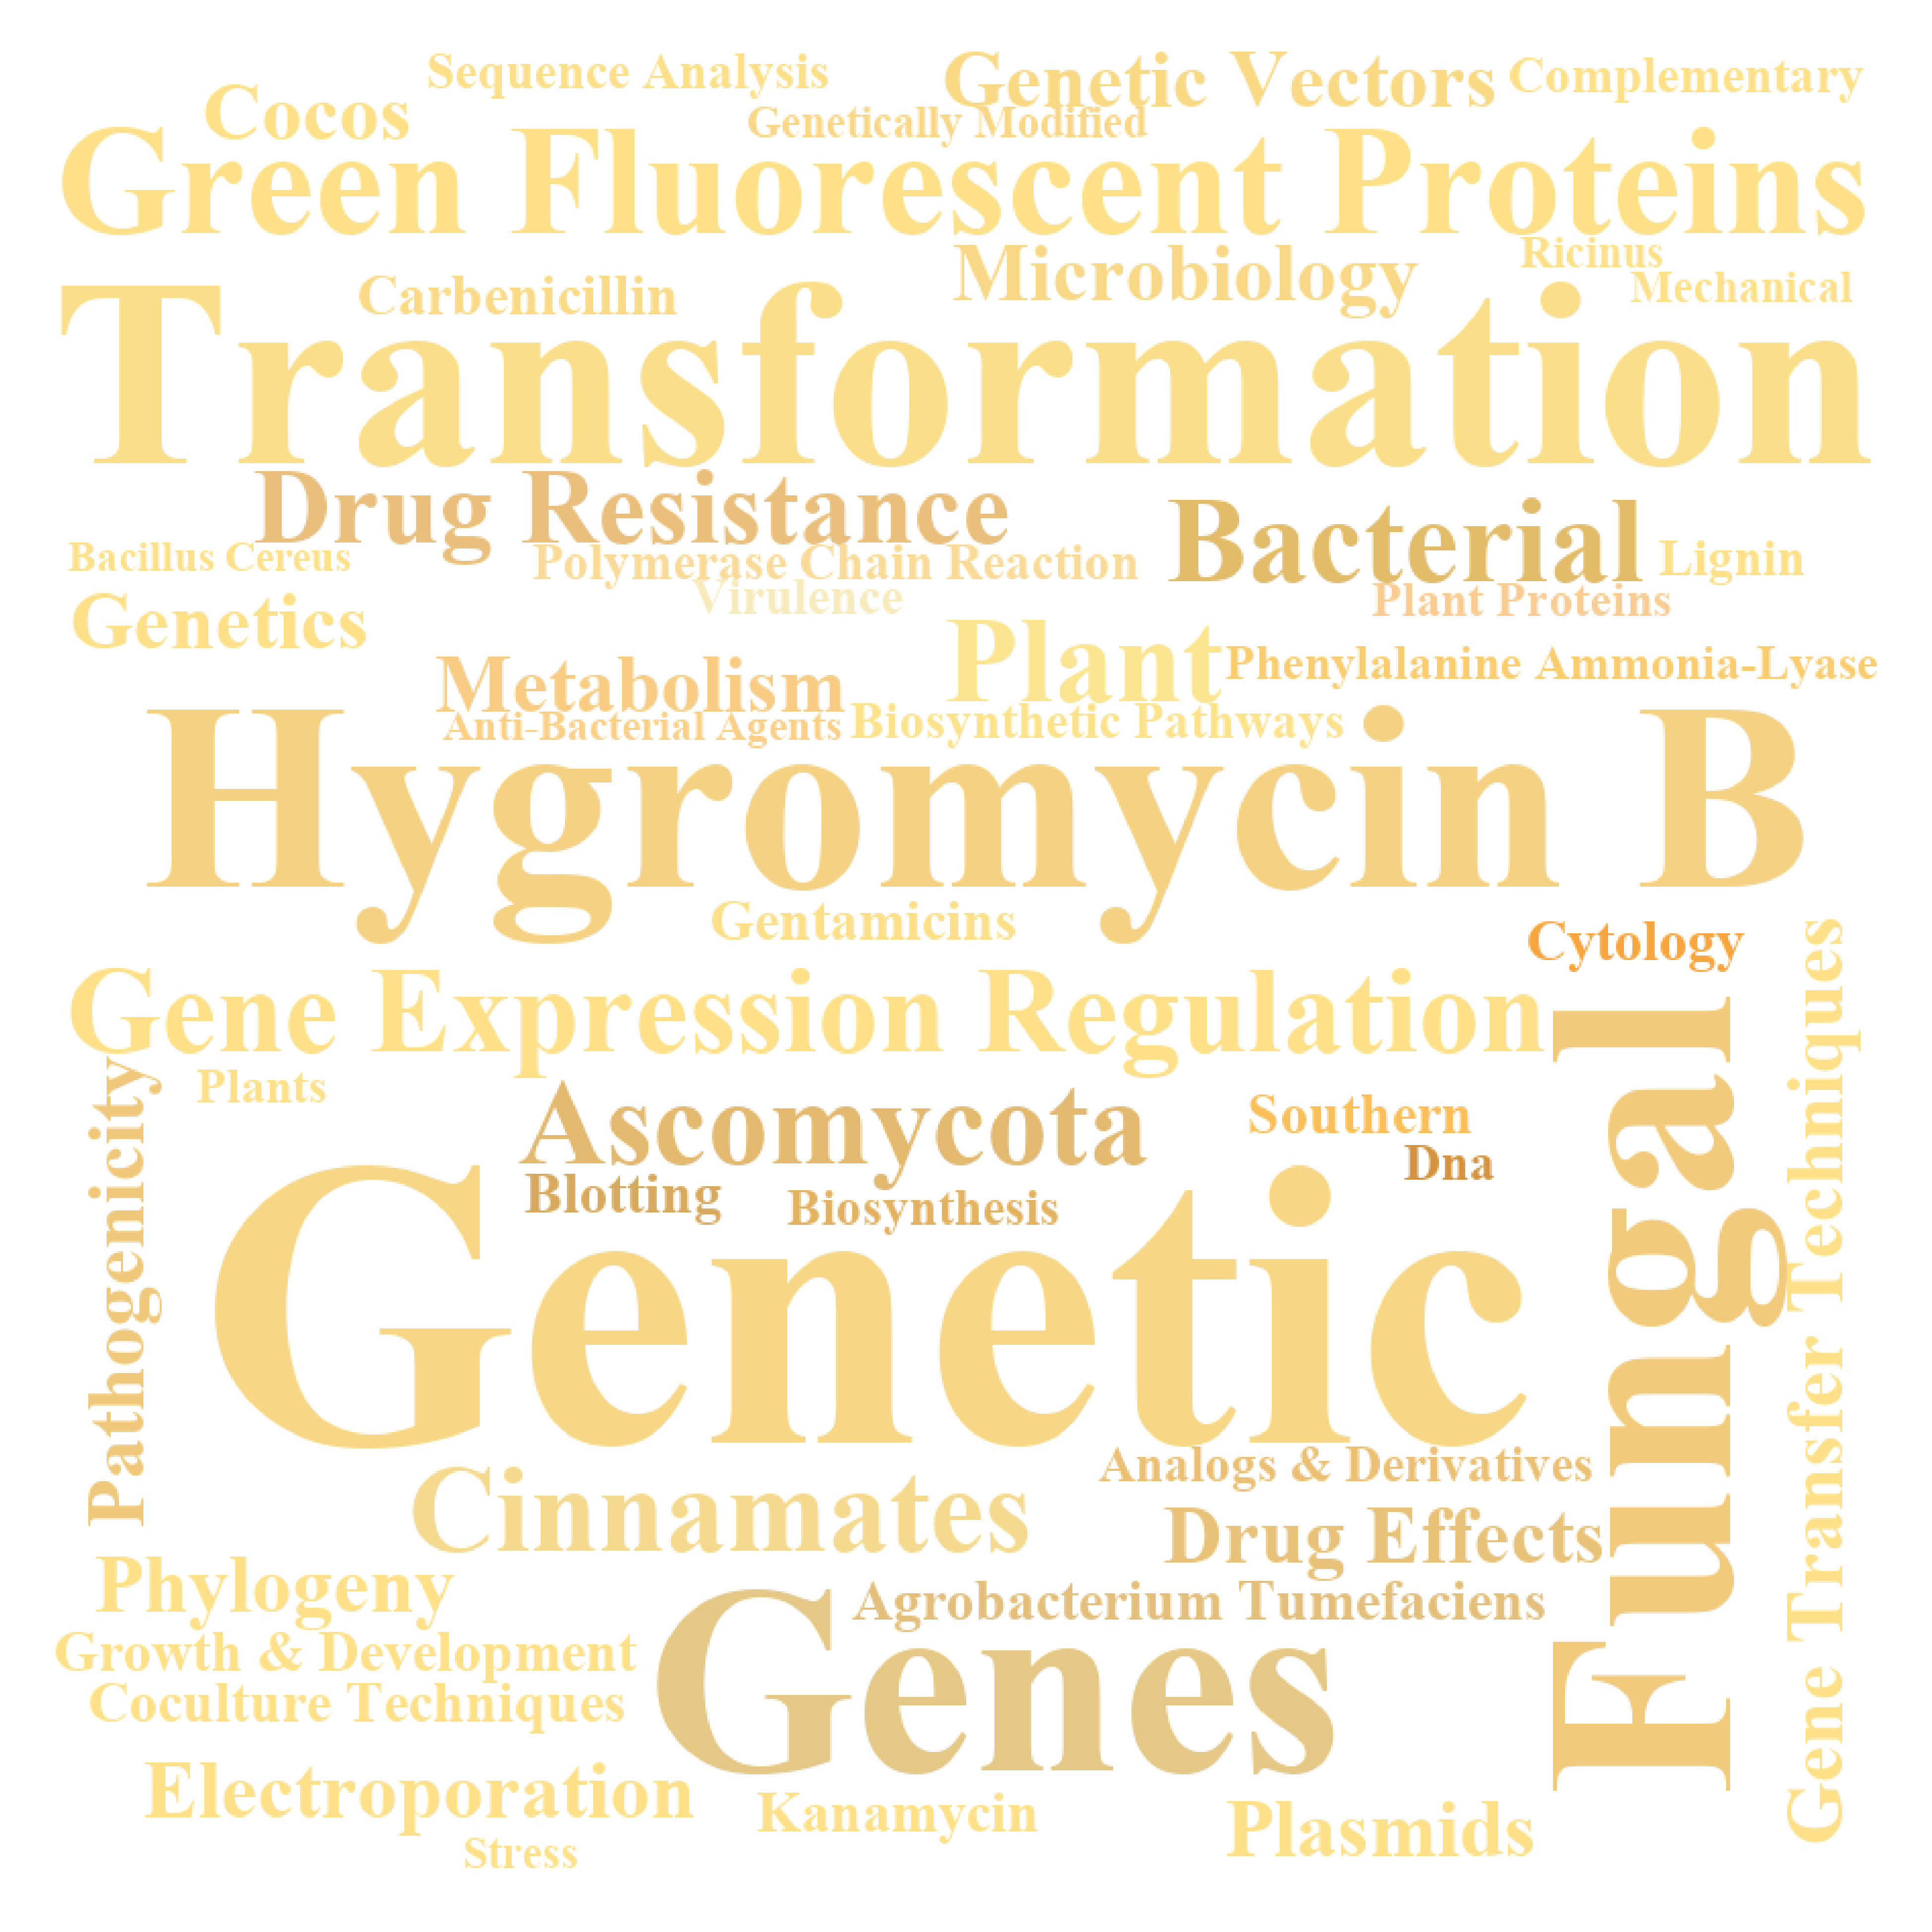 Sequence Analysis
Genetic Vectors
Complementary
Cocos
Genetically Modified
Green Fluorescent Proteins
Microbiology
Ricinus
Carbenicillin
Mechanical
Transformation
Drug Resistance
Bacterial
Bacillus Cereus
Polymerase Chain Reaction
Lignin
Virulence
Plant Proteins
Genetics
Plant
Phenylalanine Ammonia-Lyase
Metabolism
Anti-Bacterial Agents
Biosynthetic Pathways
Hygromycin B
Gentamicins
Cytology
Gene Expression Regulation
Fungal
Gene Transfer Techniques
Pathogenicity
Plants
Ascomycota
Southern
Dna
Blotting
Biosynthesis
Genetic
Analogs & Derivatives
Cinnamates
Drug Effects
Phylogeny
Agrobacterium Tumefaciens
Growth & Development
Genes
Coculture Techniques
Electroporation
Kanamycin
Plasmids
Stress